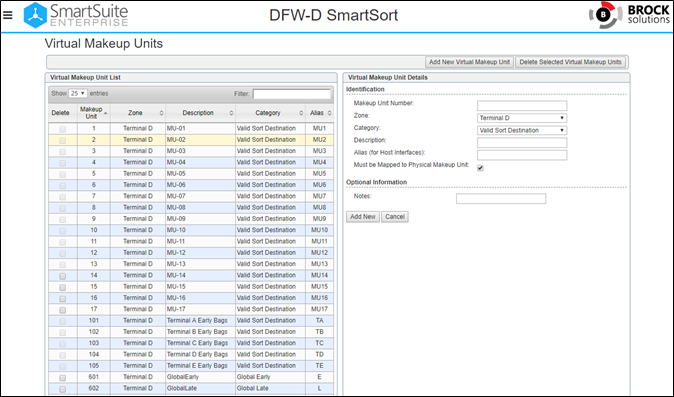 SmartSuite
ENTERPRISE
DFW-D SmartSort
B
BROCK
solutions
Virtual Makeup Units
Add New Virtual Makeup Unit Delete Selected Virtual Makeup Units
Virtual Makeup Unit List
Show 25 entries Filter:
Delete Makeup Unit Zone Description Category Alias
1 Terminal D MU-01 Valid Sort Destination MU1
2 Terminal D MU-02 Valid Sort Destination MU2
3 Terminal D MU-03 Valid Sort Destination MU3
4 Terminal D MU-04 Valid Sort Destination MU4
5 Terminal D MU-05 Valid Sort Destination MU5
6 Terminal D MU-06 Valid Sort Destination MU6
7 Terminal D MU-07 Valid Sort Destination MU7
8 Terminal D MU-08 Valid Sort Destination MU8
9 Terminal D MU-09 Valid Sort Destination MU9
10 Terminal D MU-10 Valid Sort Destination MU10
11 Terminal D MU-11 Valid Sort Destination MU11
12 Terminal D MU-12 Valid Sort Destination MU12
13 Terminal D MU-13 Valid Sort Destination MU13
14 Terminal D MU-14 Valid Sort Destination MU14
15 Terminal D MU-15 Valid Sort Destination MU15
16 Terminal D MU-16 Valid Sort Destination MU16
17 Terminal D MU-17 Valid Sort Destination MU17
101 Terminal D Terminal A Early Bags Valid Sort Destination TA
102 Terminal D Terminal B Early Bags Valid Sort Destination TB
103 Terminal D Terminal C Early Bags Valid Sort Destination TC
104 Terminal D Terminal D Early Bags Valid Sort Destination TD
105 Terminal D Terminal E Early Bags Valid Sort Destination TE
601 Terminal D GlobalEarly Global Early E
602 Terminal D GlobalLate Global Late L
Virtual Makeup Unit Details
Identification
Makeup Unit Number:
Zone: Terminal D
Category: Valid Sort Destination
Description:
Alias (for Host Interfaces):
Must be Mapped to Physical Makeup Unit:
Optional Information
Notes:
Add New Cancel